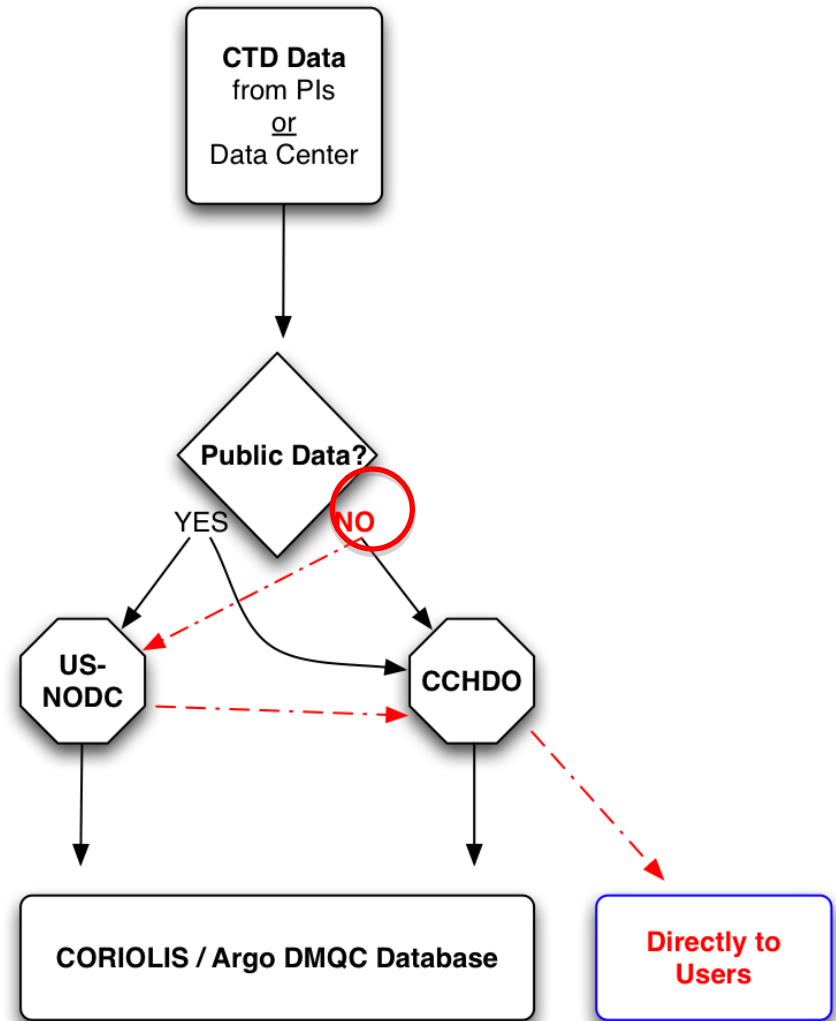 CTD Data
from PIs
or
Data Center
Public Data?
YES
NO
US-
NODC
CCHDO
CORIOLIS / Argo DMQC Database
Directly to
Users